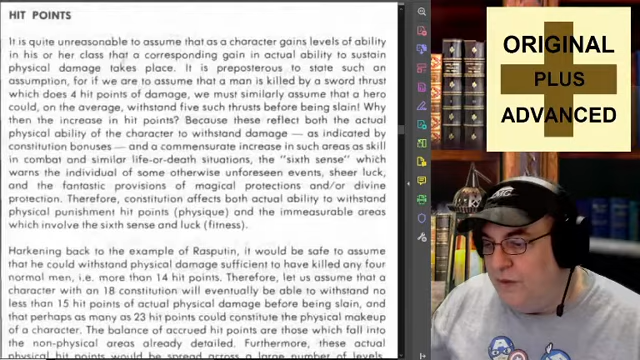 HIT POINTS
It is quite unreasonable to assume that as a character gains levels of ability
in his or her class that a corresponding gain in actual ability to sustain
physical damage takes place. It is preposterous to state such an
assumption, for if we are to assume that a man is killed by a sword thrust
which does 4 hit points of damage, we must similarly assume that a hero
could, on the average, withstand five such thrusts before being slain! Why
then the increase in hit points? Because these reflect both the actual
physical ability of the character to withstand damage — as indicated by
constitution bonuses — and a commensurate increase in such areas as skill
in combat and similar life-or-death situations, the "sixth sense" which
warns the individual of some otherwise unforeseen events, sheer luck,
and the fantastic provisions of magical protections and/or divine
protection. Therefore, constitution affects both actual ability to withstand
physical punishment hit points (physique) and the immeasurable areas
which involve the sixth sense and luck (fitness).
Harkening back to the example of Rasputin, it would be safe to assume
that he could withstand physical damage sufficient to have killed any four
normal men, i.e. more than 14 hit points. Therefore, let us assume that a
character with an 18 constitution will eventually be able to withstand no
less than 15 hit points of actual physical damage before being slain, and
that perhaps as many as 23 hit points could constitute the physical makeup
of a character. The balance of accrued hit points are those which fall into
the non-physical areas already detailed. Furthermore, these actual
physical hit points would be spread across a large number of levels,
ORIGINAL
PLUS
ADVANCED